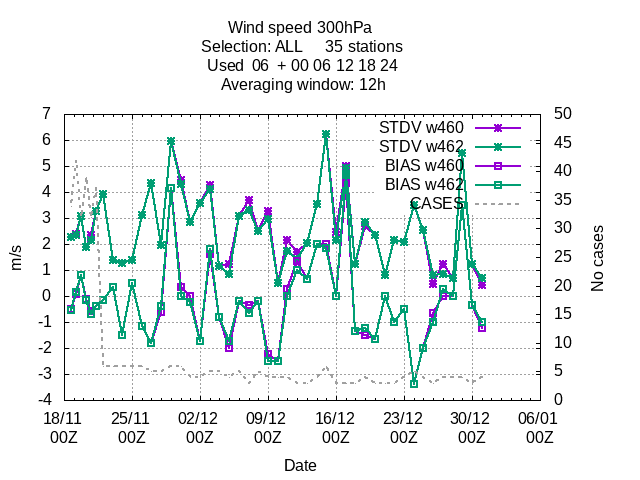 Wind speed 300hPa
Selection: ALL     35 stations
Used  06  + 00 06 12 18 24
Averaging window: 12h
7
6
5
4
3
2
1
0
-1
-2
-3
-4
m/s
50
45
40
35
30
25
20
15
10
5
0
No cases
STDV w460
STDV w462
BIAS w460
BIAS w462
CASES
18/11 25/11 02/12 09/12 16/12 23/12 30/12 06/01
00Z 00Z 00Z 00Z 00Z 00Z 00Z 00Z
Date